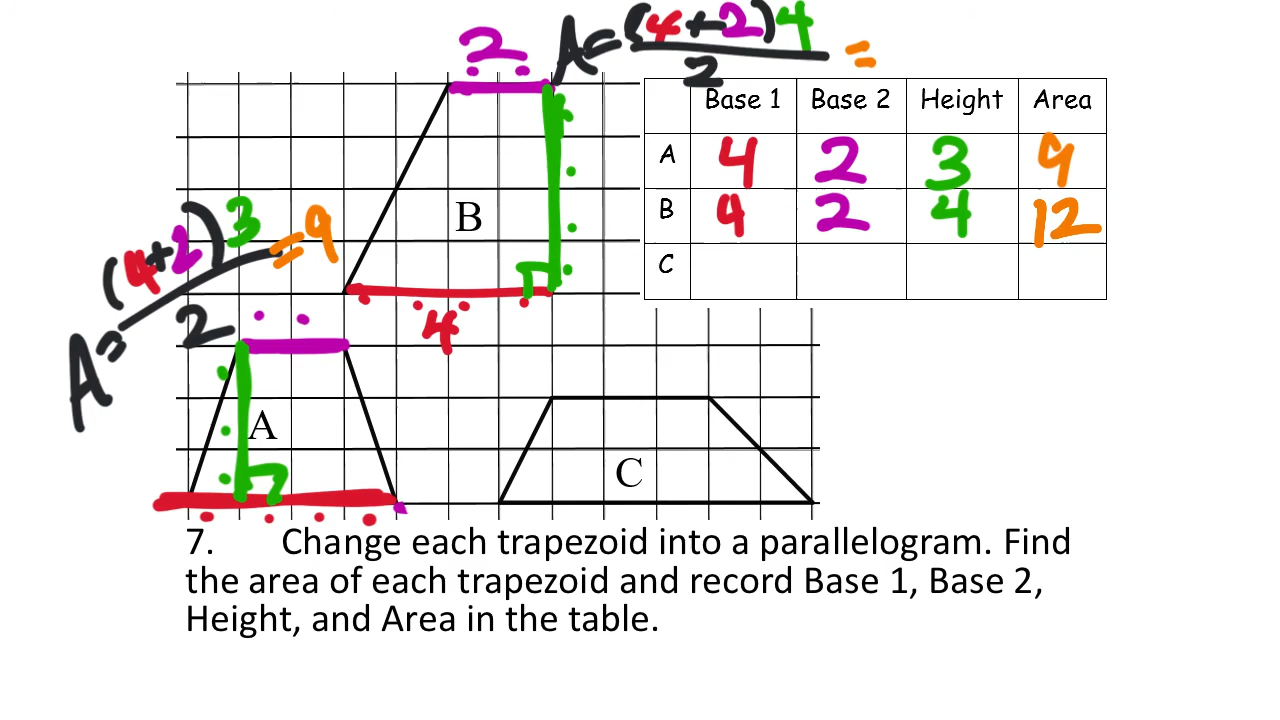 A = (4+2)4 / 2 =
2
Base 1 Base 2 Height Area
A 4 2 3 9
B 4 2 4 12
C
B
A = (4+2)3 / 2 = 9
4
A
C
7. Change each trapezoid into a parallelogram. Find
the area of each trapezoid and record Base 1, Base 2,
Height, and Area in the table.